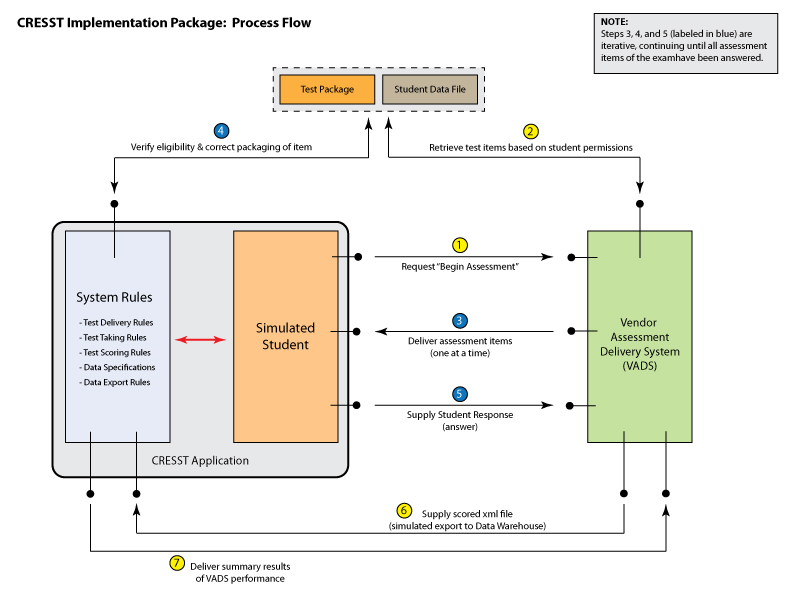 CRESST Implementation Package:  Process Flow
NOTE:
Steps 3, 4, and 5 (labeled in blue) are
iterative, continuing until all assessment
items of the examhave been answered.
Test Package
Student Data File
4
Verify eligibility & correct packaging of item
2
Retrieve test items based on student permissions
1
Request "Begin Assessment"
System Rules
- Test Delivery Rules
- Test Taking Rules
- Test Scoring Rules
- Data Specifications
- Data Export Rules
Simulated
Student
3
Deliver assessment items
(one at a time)
Vendor
Assessment
Delivery System
(VADS)
5
Supply Student Response
(answer)
CRESST Application
6
Supply scored xml file
(simulated export to Data Warehouse)
7
Deliver summary results
of VADS performance